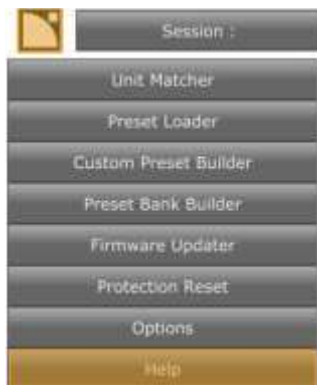 Session :
Unit Matcher
Preset Loader
Custom Preset Builder
Preset Bank Builder
Firmware Updater
Protection Reset
Options
Help